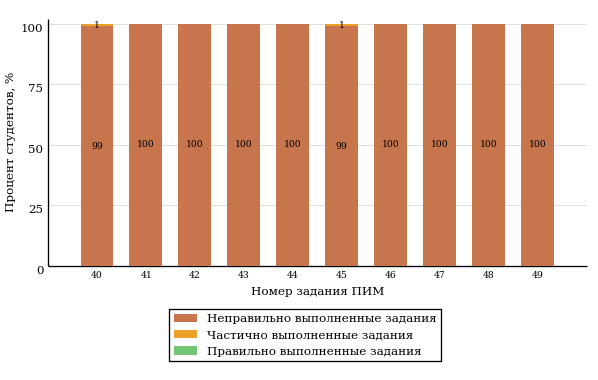 Процент студентов, %
100
75
50
25
0
1 1
99 100 100 100 100 99 100 100 100 100
40 41 42 43 44 45 46 47 48 49
Номер задания ПИМ
Неправильно выполненные задания
Частично выполненные задания
Правильно выполненные задания